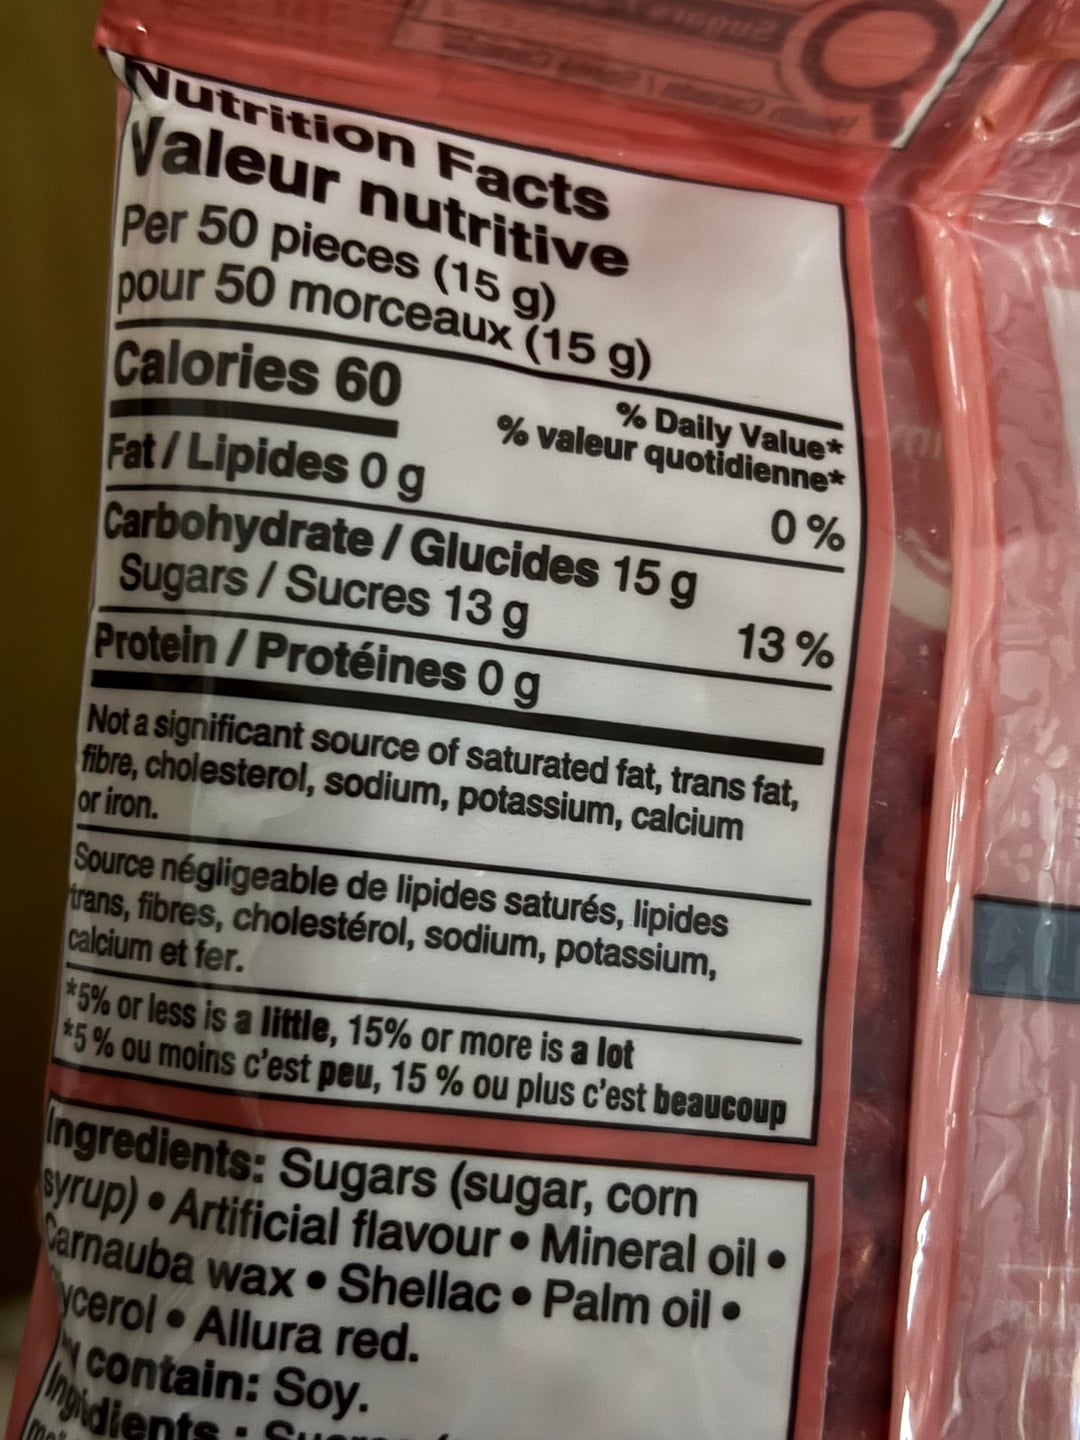 Nutrition Facts
Valeur nutritive
Per 50 pieces (15 g)
pour 50 morceaux (15 g)
Calories 60
% Daily Value*
% valeur quotidienne*
Fat / Lipides 0 g 0 %
Carbohydrate / Glucides 15 g
Sugars / Sucres 13 g 13 %
Protein / Protéines 0 g
Not a significant source of saturated fat, trans fat,
fibre, cholesterol, sodium, potassium, calcium
or iron.
Source négligeable de lipides saturés, lipides
trans, fibres, cholestérol, sodium, potassium,
calcium et fer.
*5% or less is a little, 15% or more is a lot
*5 % ou moins c'est peu, 15 % ou plus c'est beaucoup
Ingredients: Sugars (sugar, corn
syrup) • Artificial flavour • Mineral oil •
Carnauba wax • Shellac • Palm oil •
ycerol • Allura red.
contain: Soy.